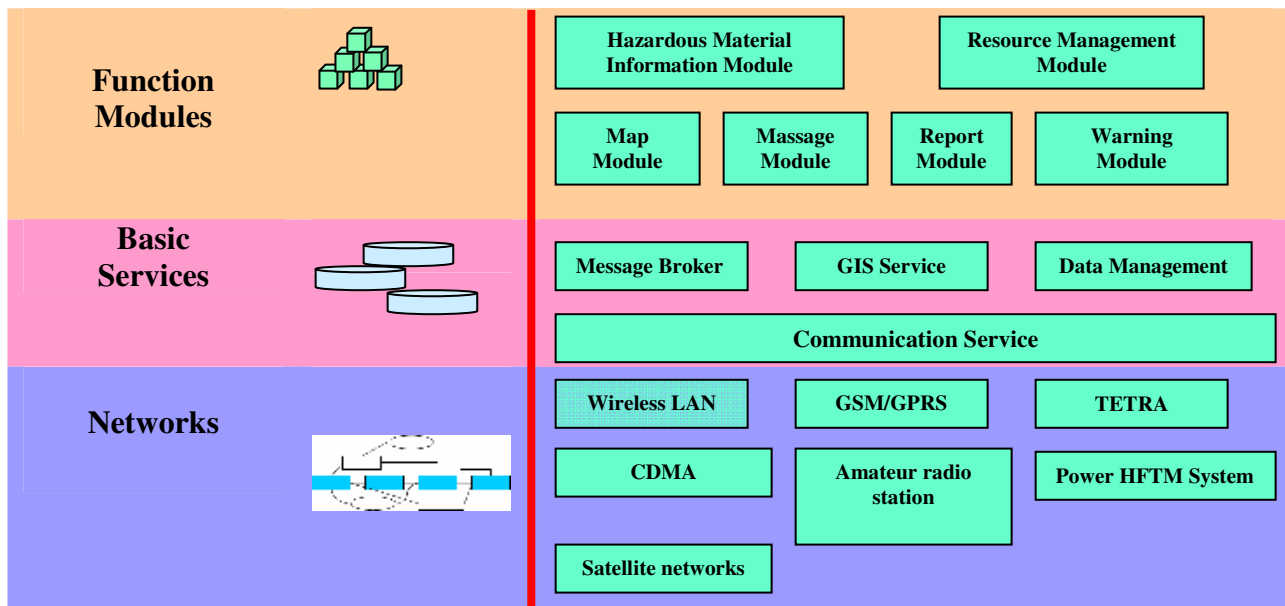 Function
Modules
Hazardous Material
Information Module
Resource Management
Module
Map
Module
Massage
Module
Report
Module
Warning
Module
Basic
Services
Message Broker
GIS Service
Data Management
Communication Service
Networks
Wireless LAN
GSM/GPRS
TETRA
CDMA
Amateur radio
station
Power HFTM System
Satellite networks